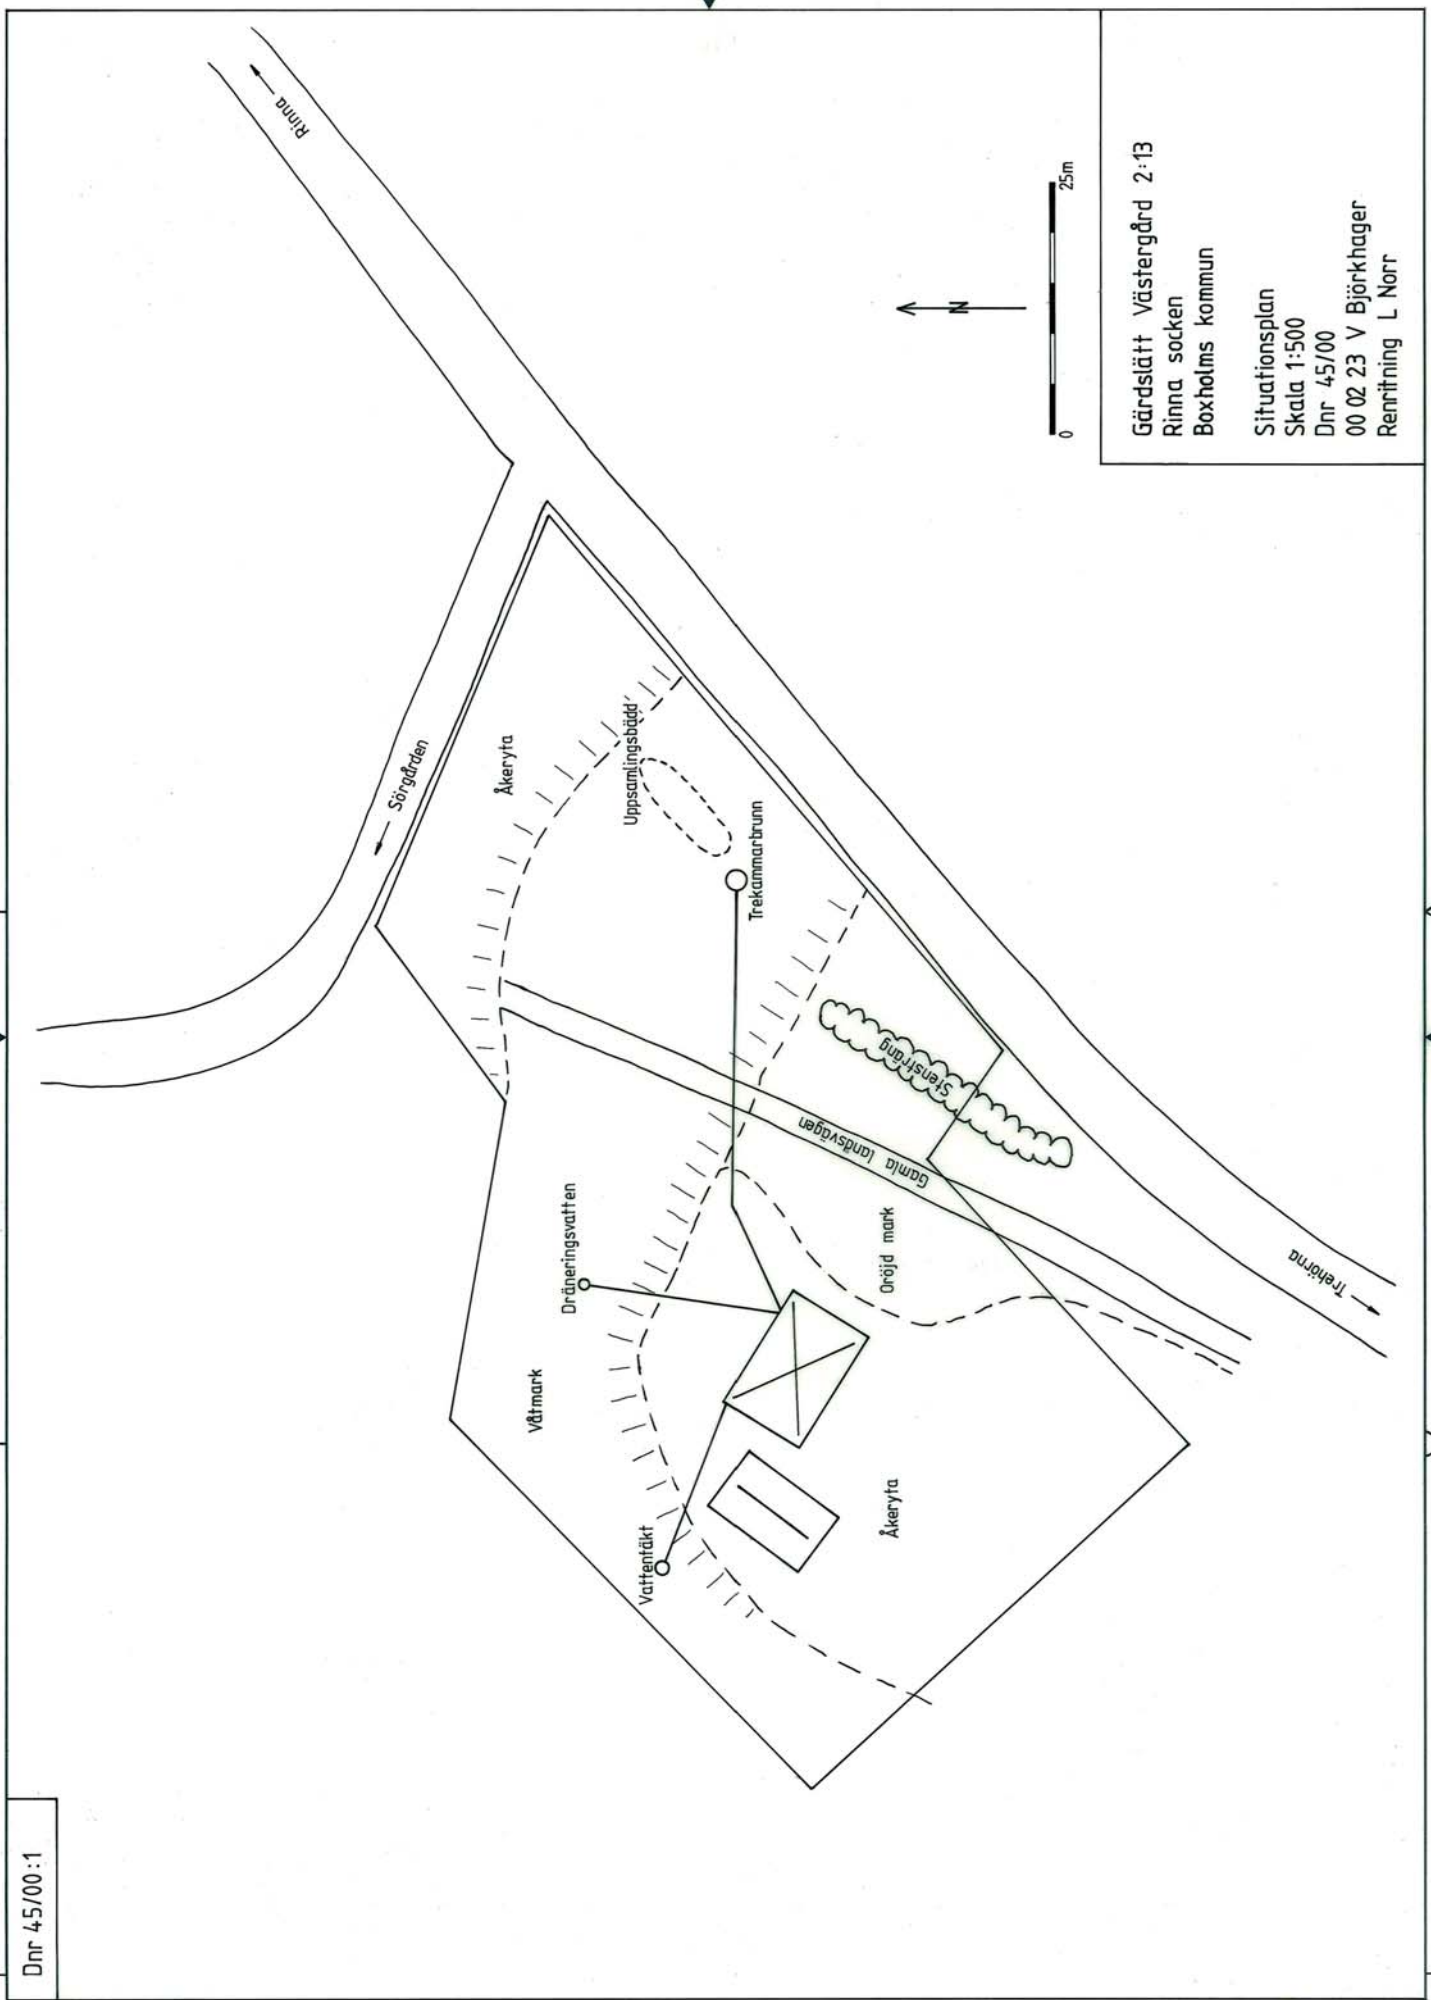 Dnr 45/00:1
Rinna
Sörgården
Åkeryta
Uppsamlingsbädd
Trekammarbrunn
Dräneringsvatten
Våtmark
Vattentäkt
Gamla landsvägen
Stensträng
Oröjd mark
Åkeryta
Trehörna
N
0 25m
Gärdslätt Västergård 2:13
Rinna socken
Boxholms kommun
Situationsplan
Skala 1:500
Dnr 45/00
00 02 23 V Björkhager
Renritning L Norr